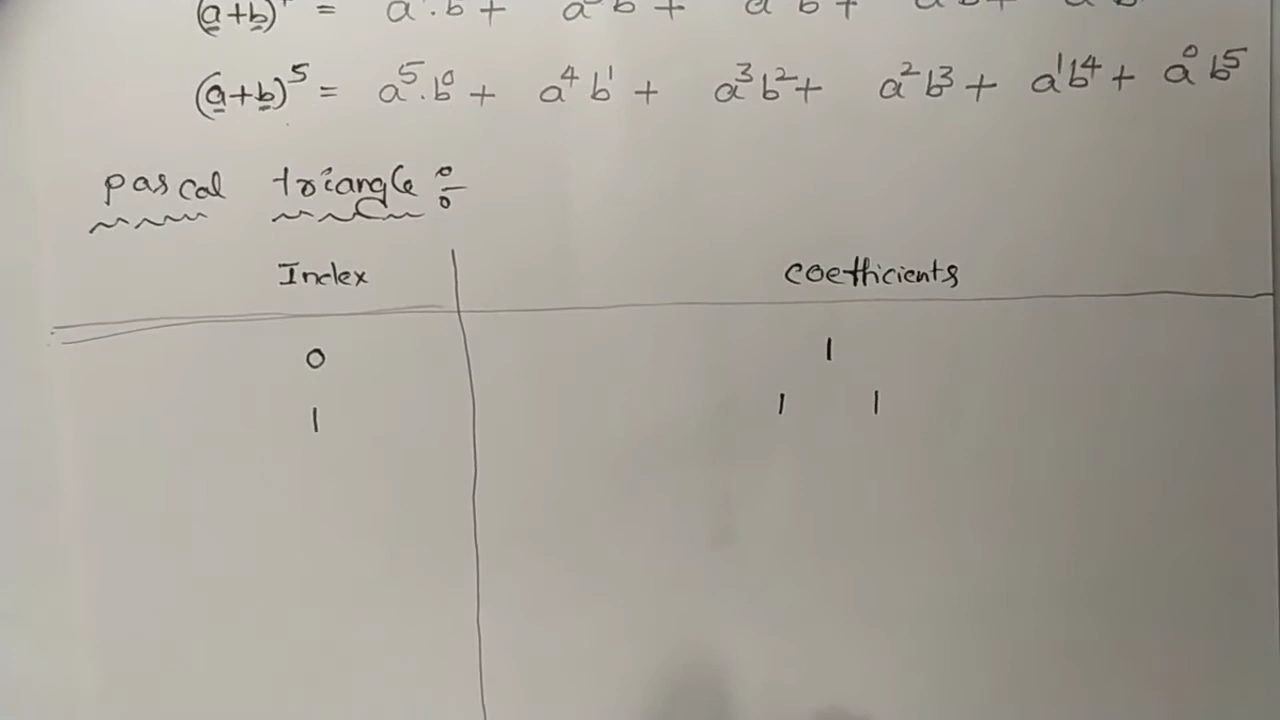 (a+b) = a . b + a b + a b + a b + a b
(a+b)⁵ = a⁵.b⁰ + a⁴b¹ + a³b² + a²b³ + a¹b⁴ + a⁰b⁵
pascal triangle :-
Index coefficients
0 1
1 1 1